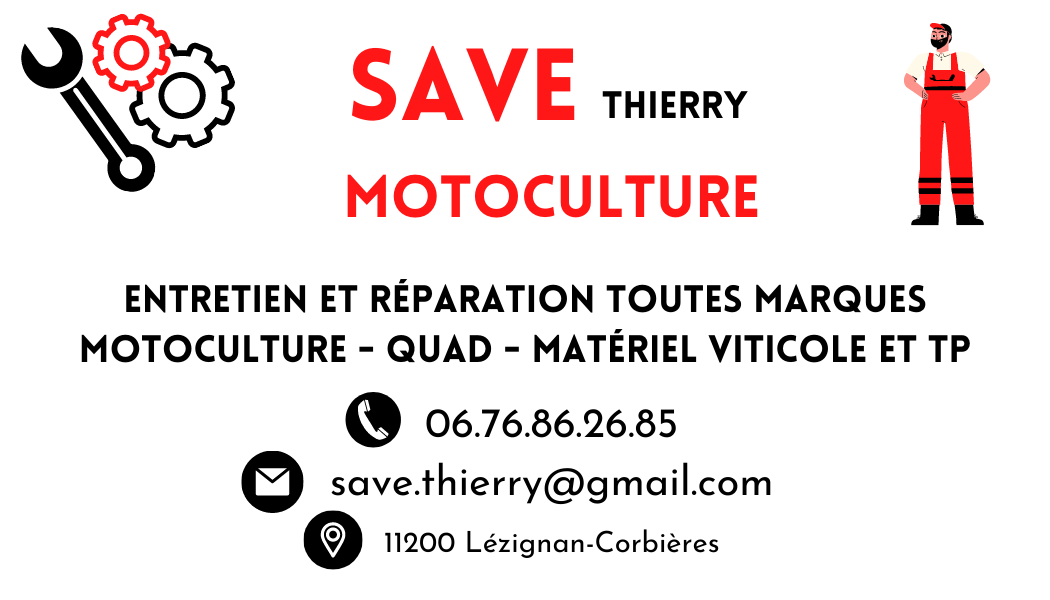 SAVE THIERRY
MOTOCULTURE
ENTRETIEN ET RÉPARATION TOUTES MARQUES
MOTOCULTURE - QUAD - MATÉRIEL VITICOLE ET TP
06.76.86.26.85
save.thierry@gmail.com
11200 Lézignan-Corbières